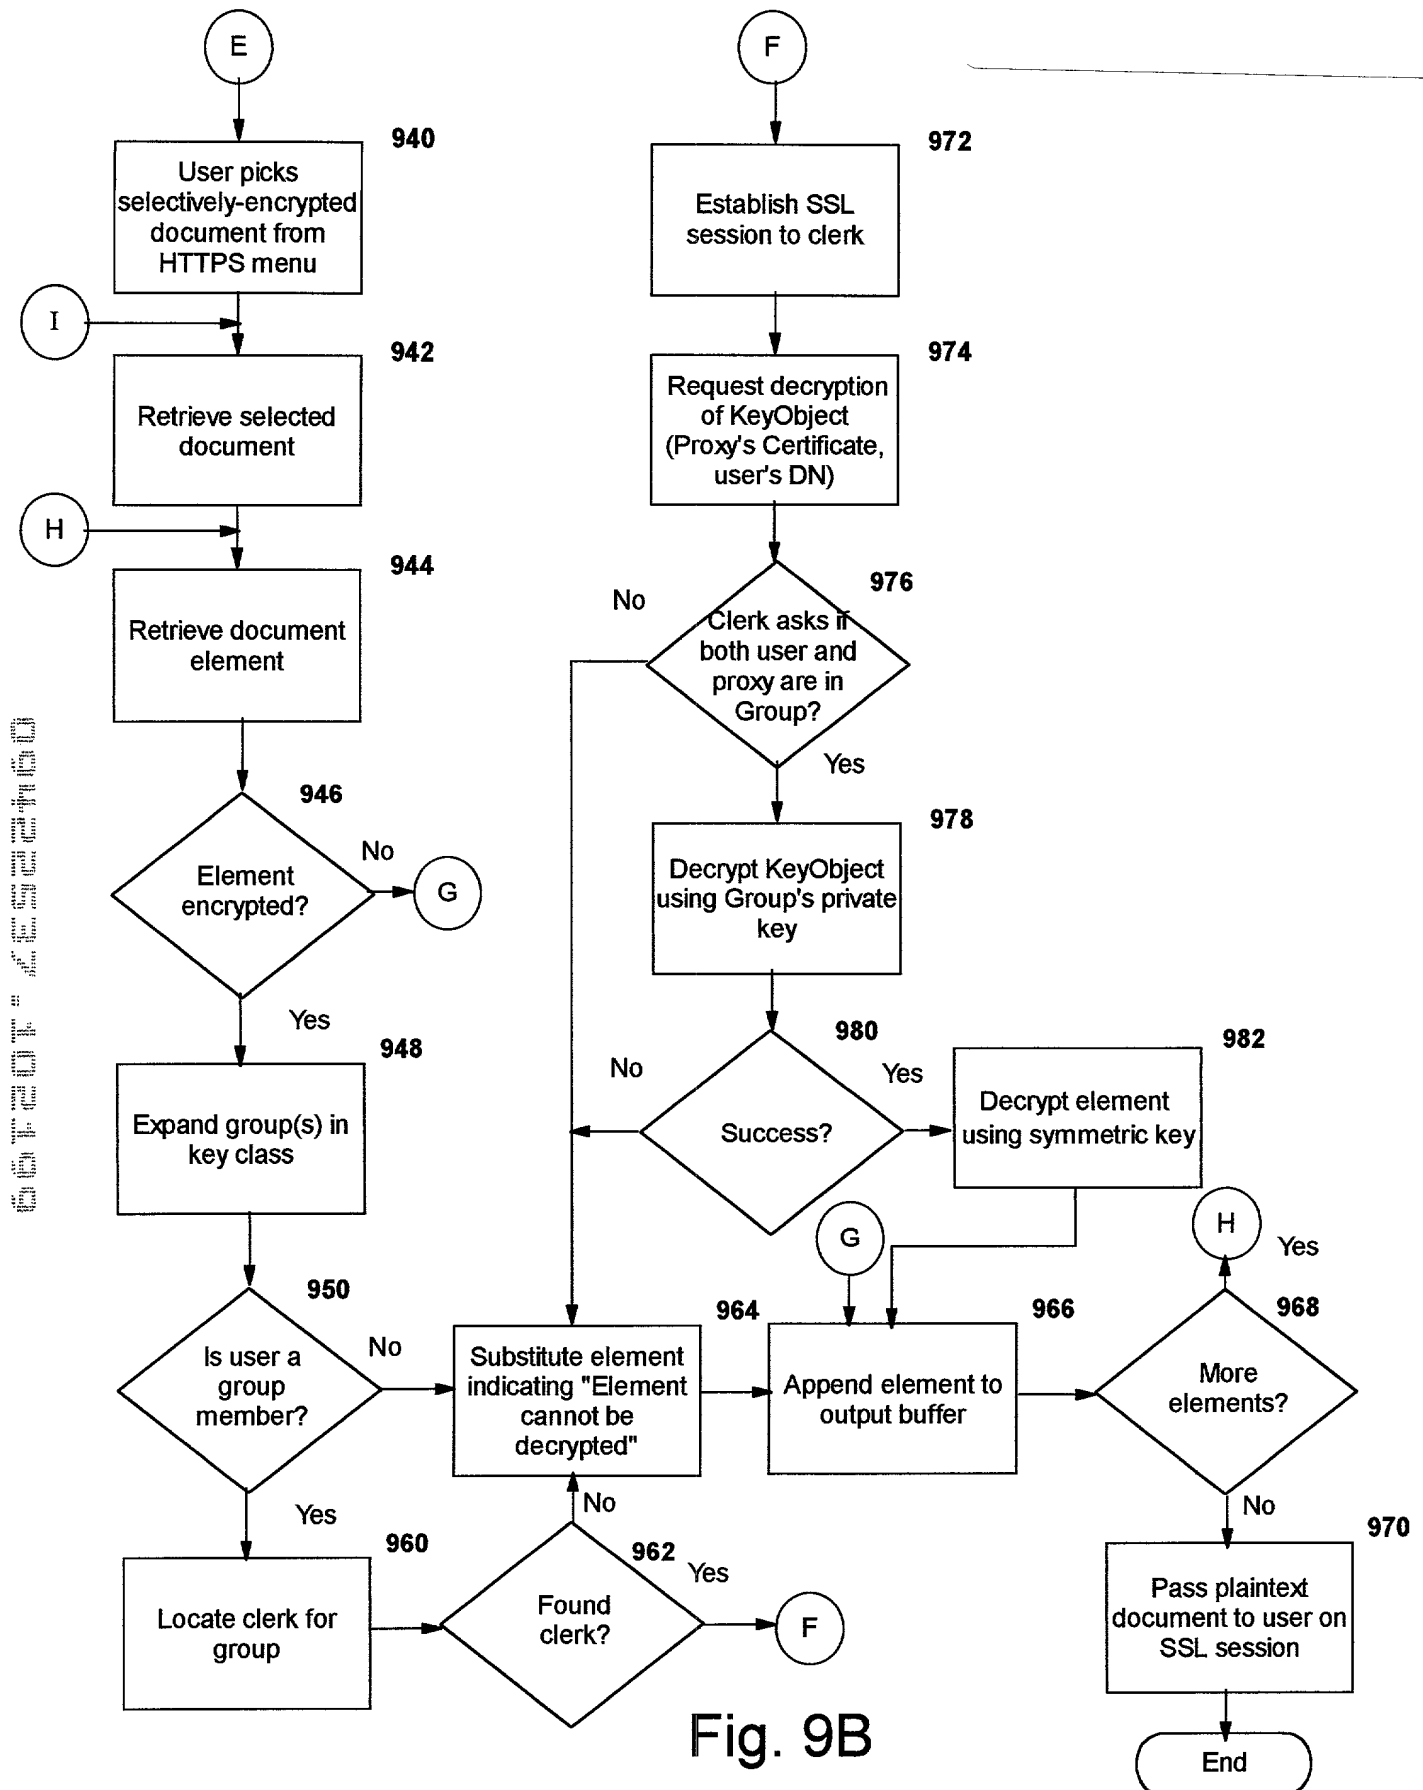 E
940
User picks
selectively-encrypted
document from
HTTPS menu
I
942
Retrieve selected
document
H
944
Retrieve document
element
946
Element
encrypted?
No
G
Yes
948
Expand group(s) in
key class
950
Is user a
group
member?
No
Yes
960
Locate clerk for
group
962
Found
clerk?
No
Yes
F
964
Substitute element
indicating "Element
cannot be
decrypted"
F
972
Establish SSL
session to clerk
974
Request decryption
of KeyObject
(Proxy's Certificate,
user's DN)
976
Clerk asks if
both user and
proxy are in
Group?
No
Yes
978
Decrypt KeyObject
using Group's private
key
980
Success?
No
Yes
982
Decrypt element
using symmetric key
G
966
Append element to
output buffer
968
More
elements?
H
Yes
No
970
Pass plaintext
document to user on
SSL session
End
Fig. 9B